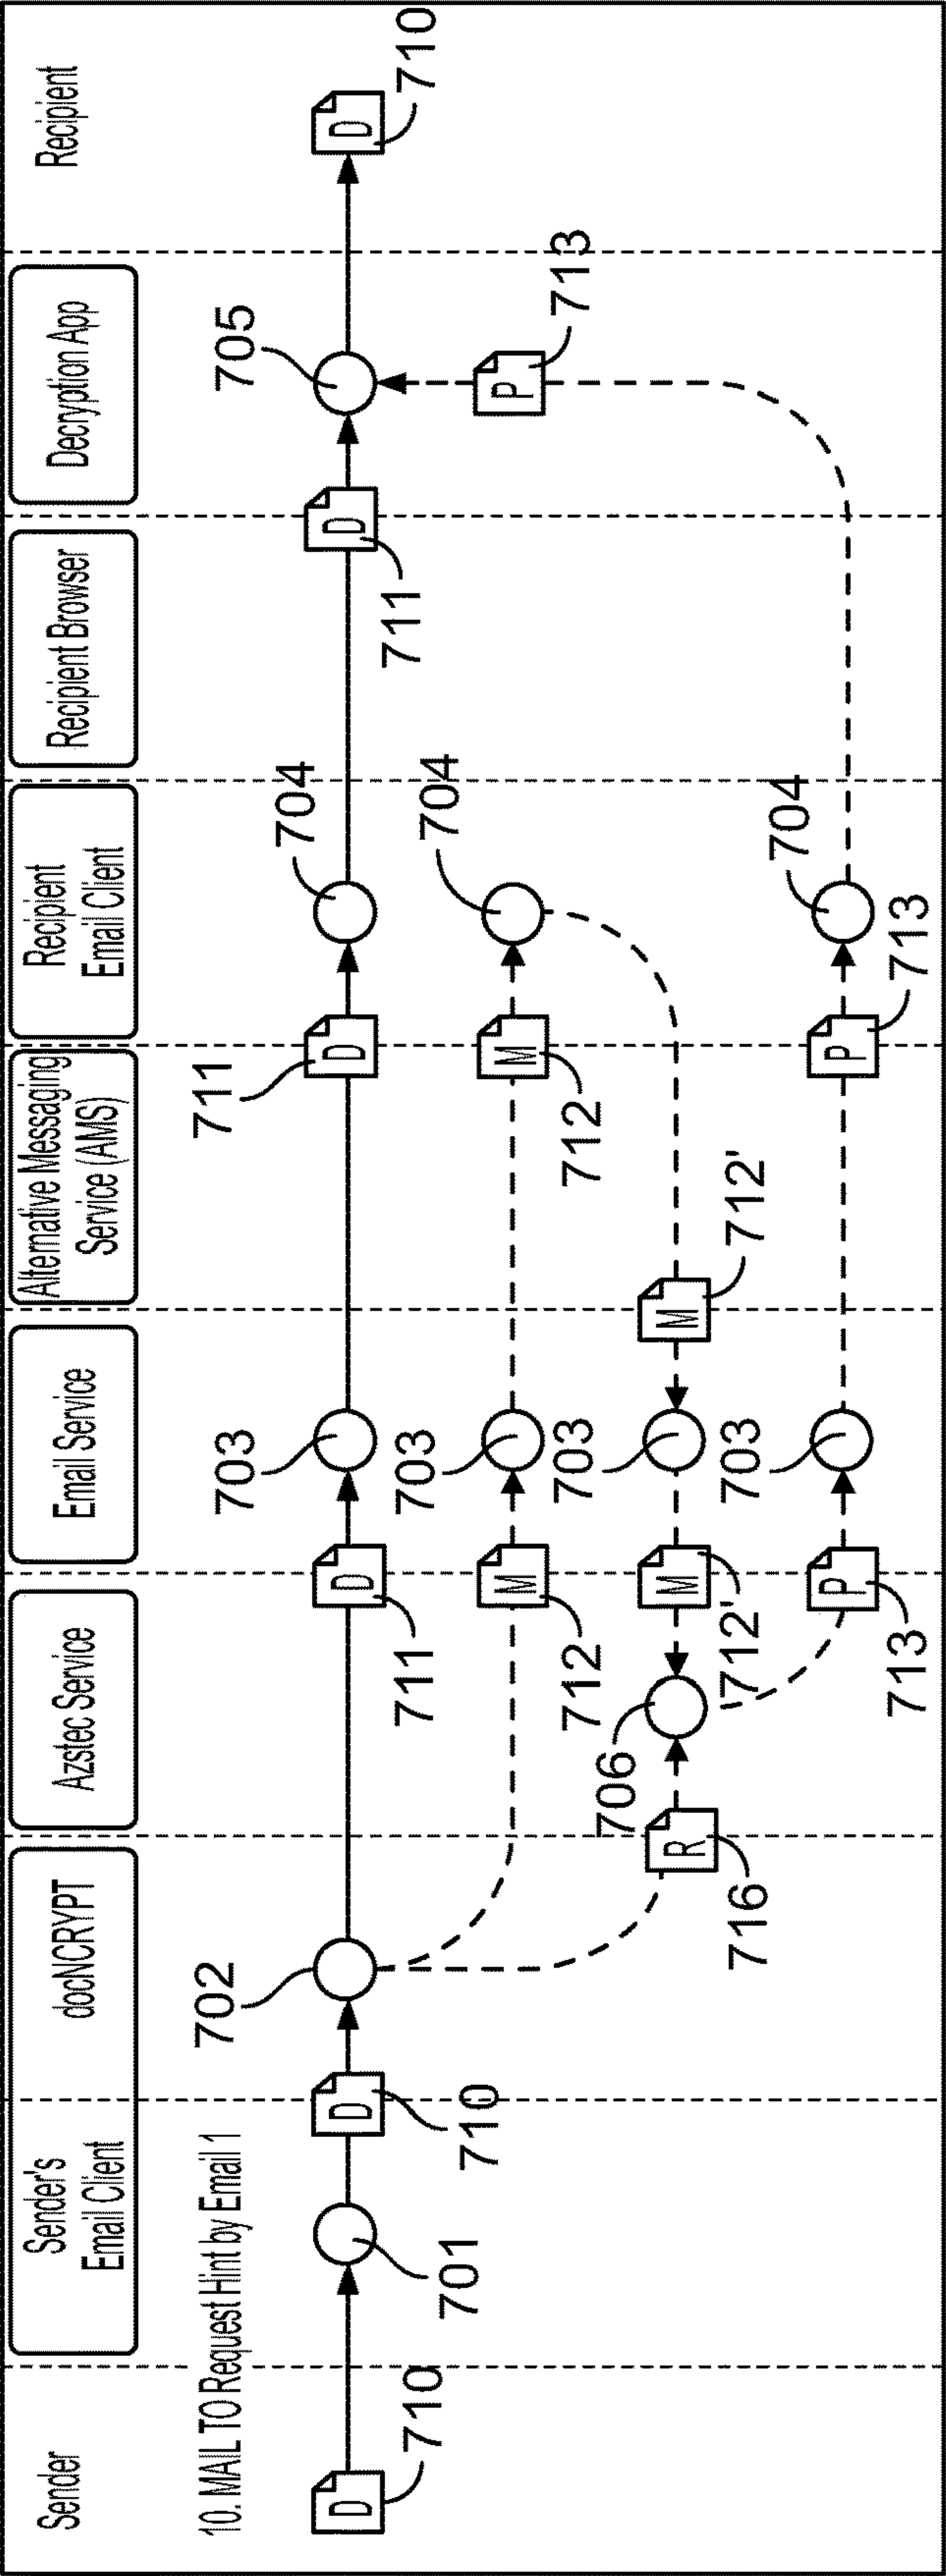 Sender
Sender's
Email Client
docNCRYPT
Azstec Service
Email Service
Alternative Messaging
Service (AMS)
Recipient
Email Client
Recipient Browser
Decryption App
Recipient
10. MAIL TO Request Hint by Email 1
D
710
701
D
710
702
D
711
703
D
711
704
D
711
705
D
710
M
712
703
M
712
704
P
713
R
716
706
M
712'
703
M
712'
P
713
703
P
713
704